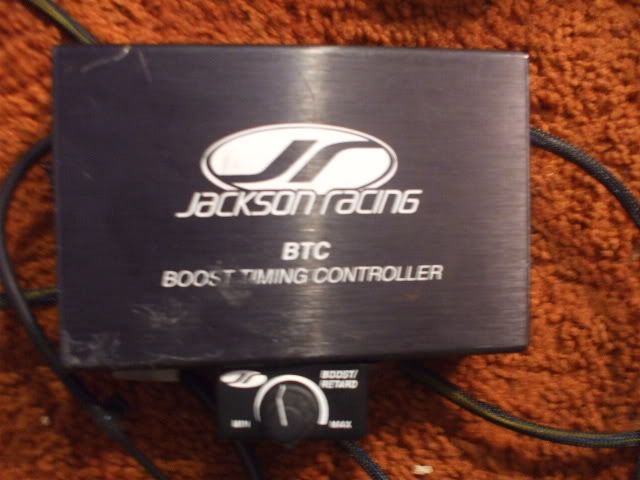 JACKSON RACING
BTC
BOOST TIMING CONTROLLER
BOOST/
RETARD
MIN MAX